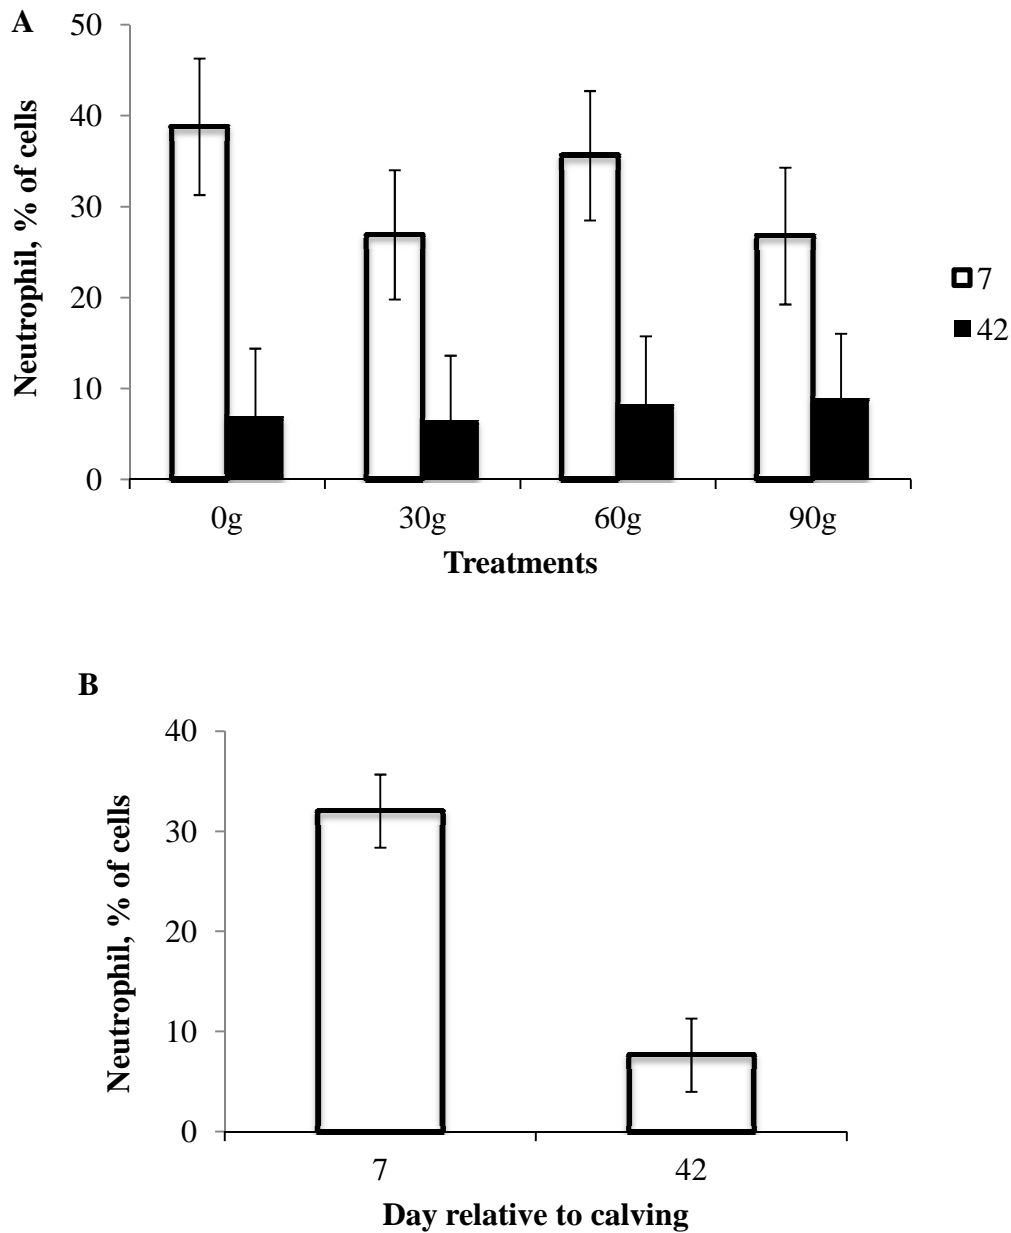 A
50
40
30
20
10
0
Neutrophil, % of cells
0g 30g 60g 90g
Treatments
7
42
B
40
30
20
10
0
Neutrophil, % of cells
7 42
Day relative to calving